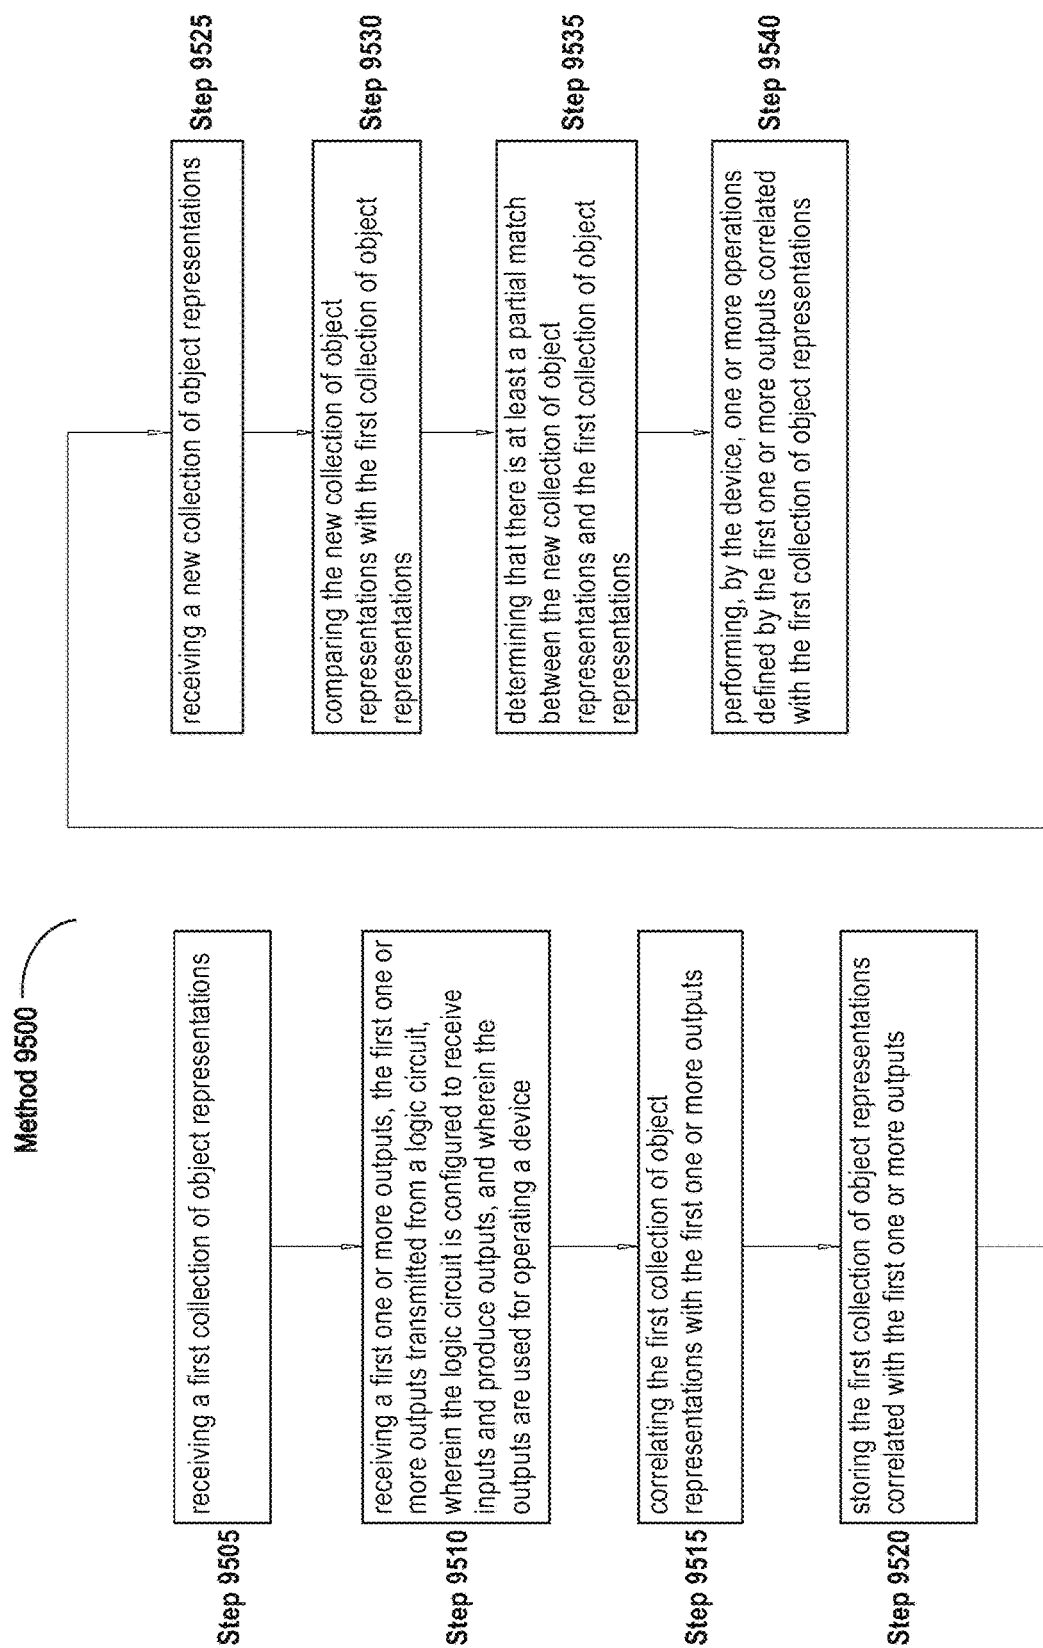 Method 9500
Step 9505
receiving a first collection of object representations
Step 9510
receiving a first one or more outputs, the first one or
more outputs transmitted from a logic circuit,
wherein the logic circuit is configured to receive
inputs and produce outputs, and wherein the
outputs are used for operating a device
Step 9515
correlating the first collection of object
representations with the first one or more outputs
Step 9520
storing the first collection of object representations
correlated with the first one or more outputs
Step 9525
receiving a new collection of object representations
Step 9530
comparing the new collection of object
representations with the first collection of object
representations
Step 9535
determining that there is at least a partial match
between the new collection of object
representations and the first collection of object
representations
Step 9540
performing, by the device, one or more operations
defined by the first one or more outputs correlated
with the first collection of object representations